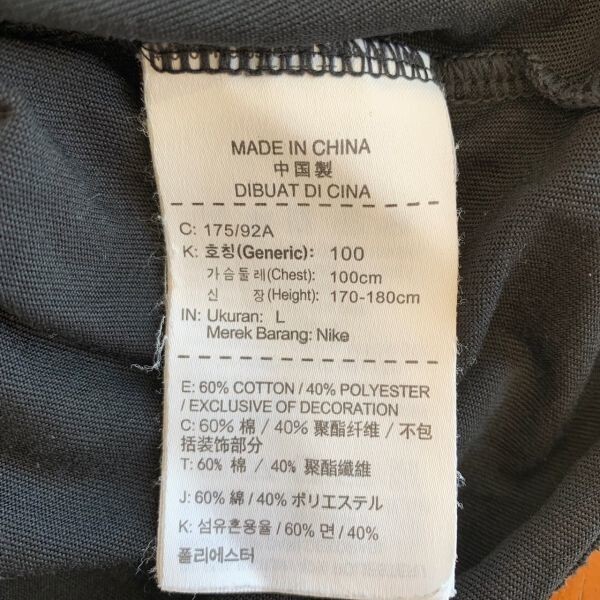 MADE IN CHINA
中国製
DIBUAT DI CINA
C: 175/92A
K: 호칭(Generic): 100
가슴둘레(Chest): 100cm
신 장(Height): 170-180cm
IN: Ukuran: L
Merek Barang: Nike
E: 60% COTTON / 40% POLYESTER
/ EXCLUSIVE OF DECORATION
C: 60% 棉 / 40% 聚酯纤维 / 不包
括装饰部分
T: 60% 棉 / 40% 聚酯纖維
J: 60% 綿 / 40% ポリエステル
K: 섬유혼용율 / 60% 면 / 40%
폴리에스터